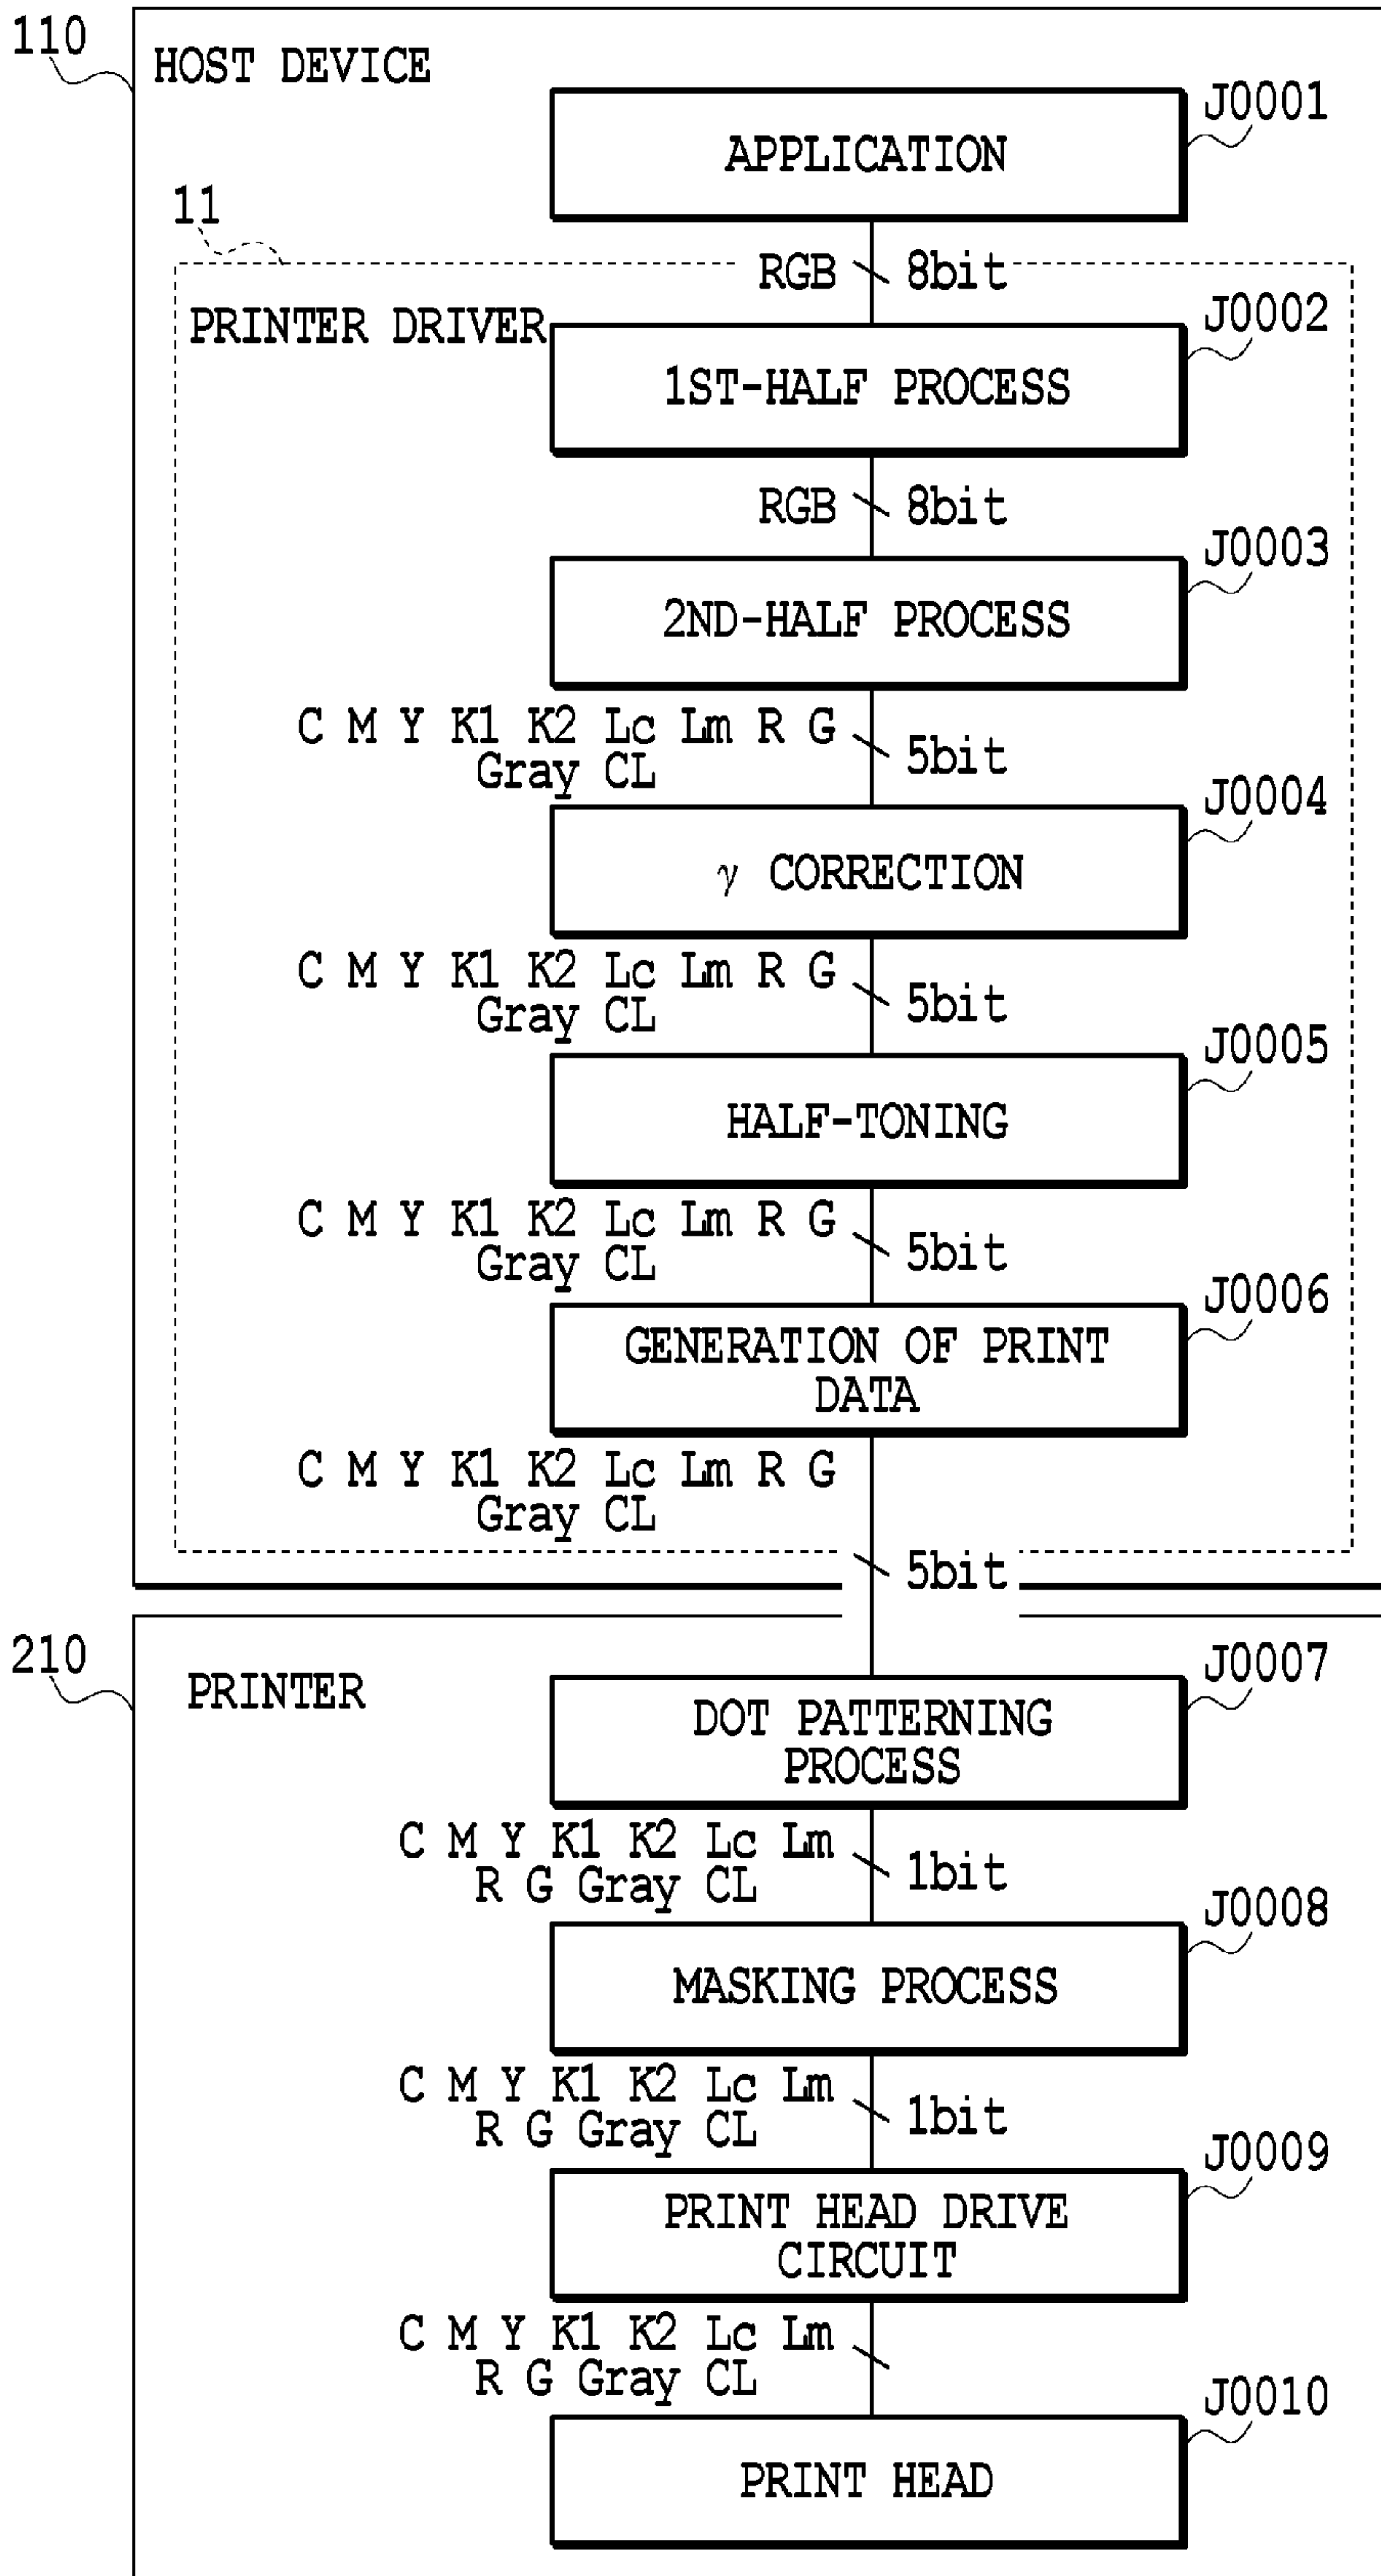 110
HOST DEVICE
J0001
APPLICATION
11
RGB 8bit
PRINTER DRIVER
J0002
1ST-HALF PROCESS
RGB 8bit
J0003
2ND-HALF PROCESS
C M Y K1 K2 Lc Lm R G
Gray CL
5bit
J0004
γ CORRECTION
C M Y K1 K2 Lc Lm R G
Gray CL
5bit
J0005
HALF-TONING
C M Y K1 K2 Lc Lm R G
Gray CL
5bit
J0006
GENERATION OF PRINT
DATA
C M Y K1 K2 Lc Lm R G
Gray CL
5bit
210
PRINTER
J0007
DOT PATTERNING
PROCESS
C M Y K1 K2 Lc Lm
R G Gray CL
1bit
J0008
MASKING PROCESS
C M Y K1 K2 Lc Lm
R G Gray CL
1bit
J0009
PRINT HEAD DRIVE
CIRCUIT
C M Y K1 K2 Lc Lm
R G Gray CL
J0010
PRINT HEAD